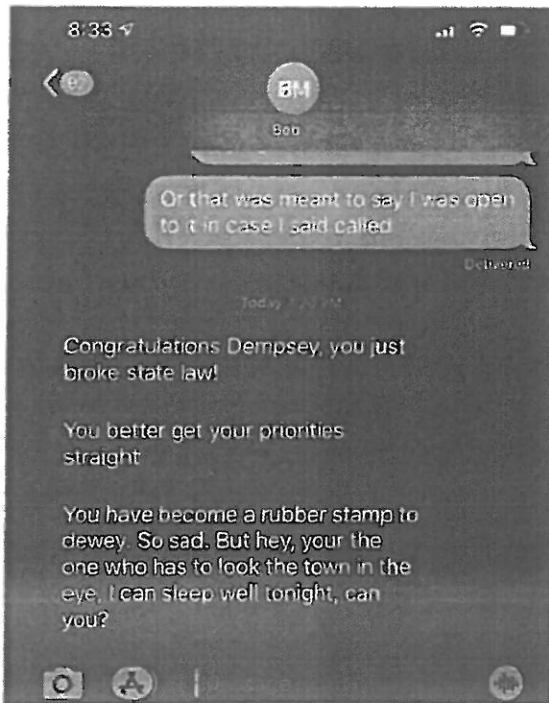 8:33
BM
Bob
Or that was meant to say I was open
to it in case I said called
Delivered
Today
Congratulations Dempsey, you just
broke state law!
You better get your priorities
straight
You have become a rubber stamp to
dewey. So sad. But hey, your the
one who has to look the town in the
eye, I can sleep well tonight, can
you?